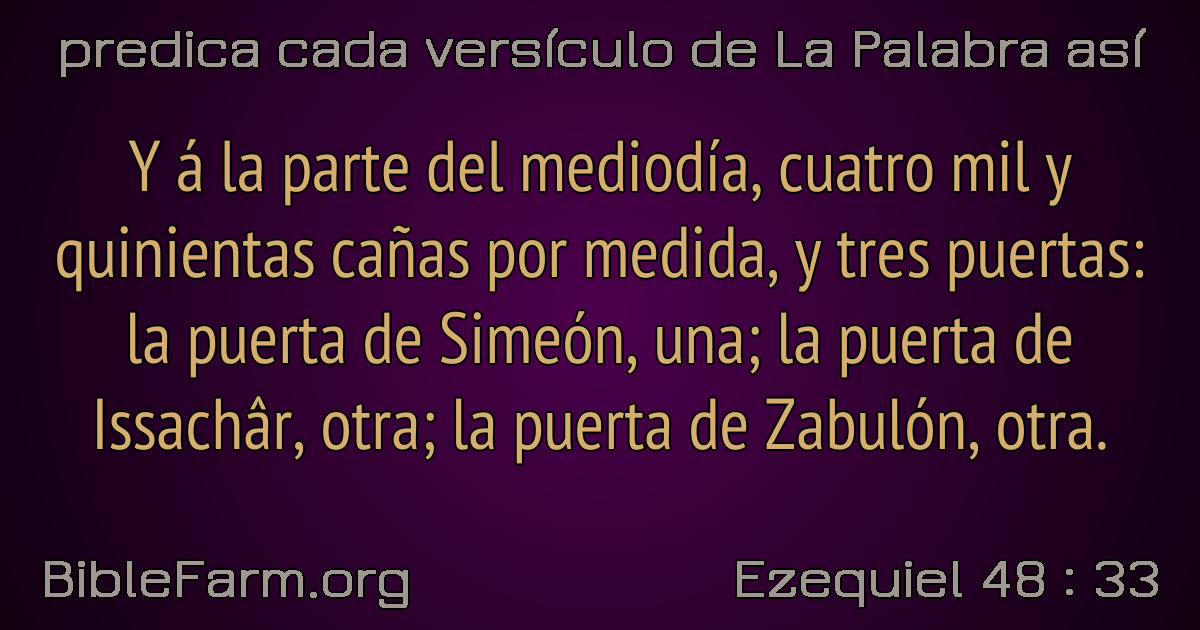 predica cada versículo de La Palabra así
Y á la parte del mediodía, cuatro mil y
quinientas cañas por medida, y tres puertas:
la puerta de Simeón, una; la puerta de
Issachâr, otra; la puerta de Zabulón, otra.
BibleFarm.org
Ezequiel 48 : 33